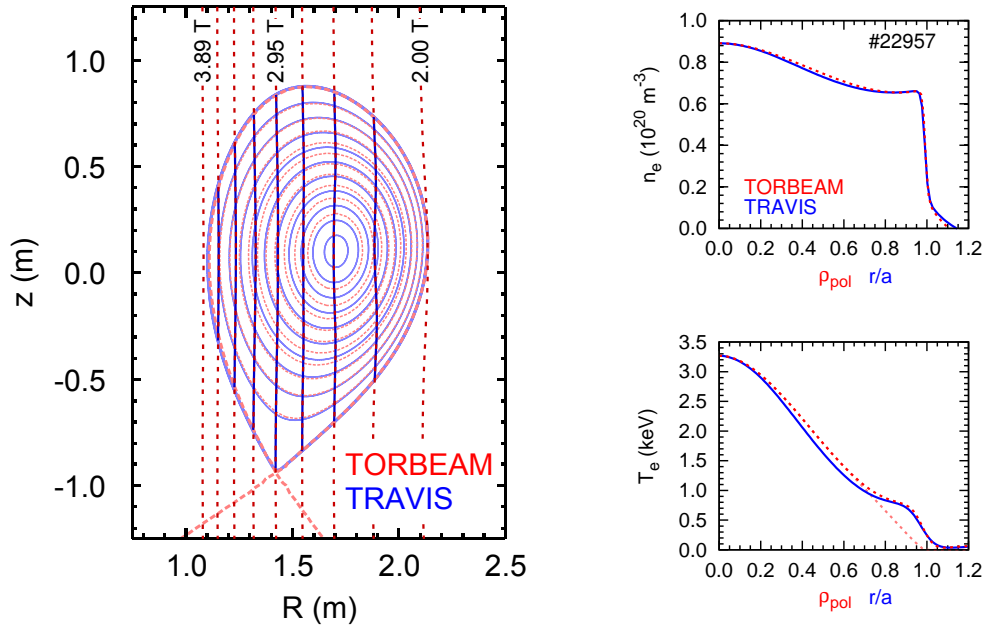 3.89 T
2.95 T
2.00 T
1.0
0.5
0.0
-0.5
-1.0
z (m)
TORBEAM
TRAVIS
1.0 1.5 2.0 2.5
R (m)
#22957
1.0
0.8
0.6
0.4
0.2
0.0
n_e (10^20 m^-3)
TORBEAM
TRAVIS
0.0 0.2 0.4 0.6 0.8 1.0 1.2
ρ_pol r/a
3.5
3.0
2.5
2.0
1.5
1.0
0.5
0.0
T_e (keV)
0.0 0.2 0.4 0.6 0.8 1.0 1.2
ρ_pol r/a